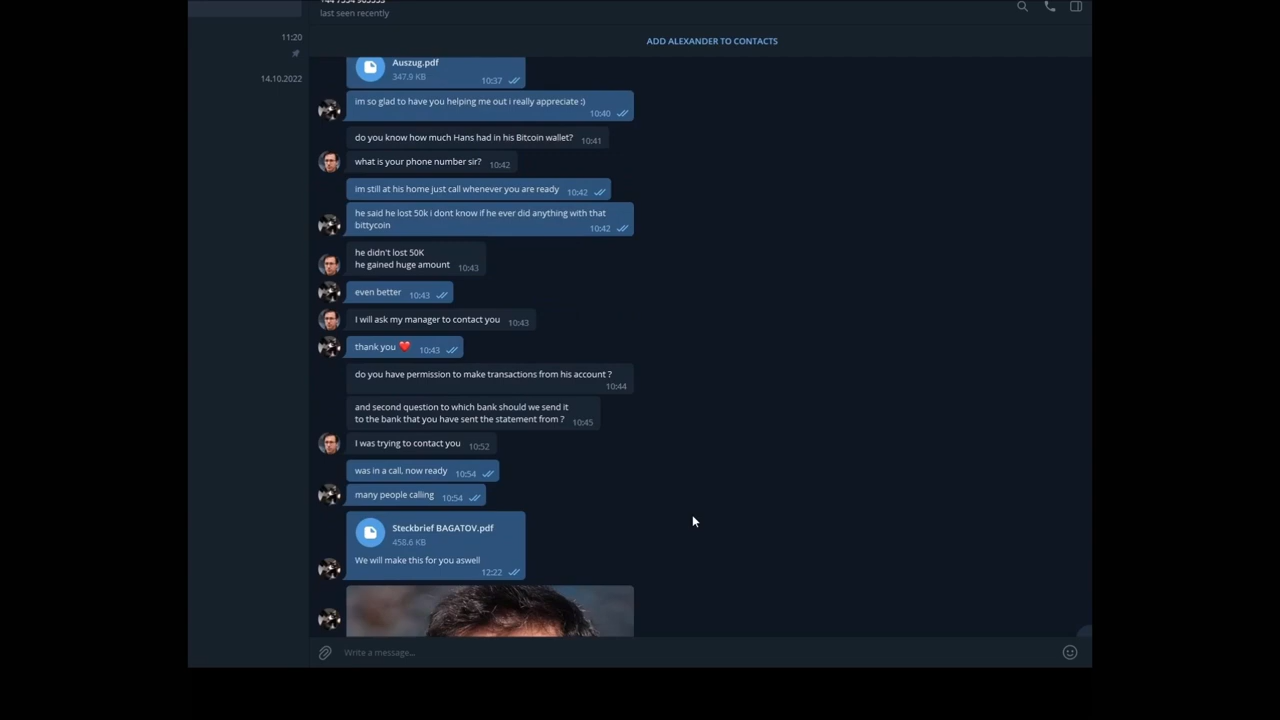 last seen recently
11:20
ADD ALEXANDER TO CONTACTS
14.10.2022
Auszug.pdf
347.9 KB
10:37
im so glad to have you helping me out i really appreciate :)
10:40
do you know how much Hans had in his Bitcoin wallet? 10:41
what is your phone number sir? 10:42
im still at his home just call whenever you are ready 10:42
he said he lost 50k i dont know if he ever did anything with that
bittycoin
10:42
he didn't lost 50K
he gained huge amount 10:43
even better 10:43
I will ask my manager to contact you 10:43
thank you ❤️ 10:43
do you have permission to make transactions from his account ?
10:44
and second question to which bank should we send it
to the bank that you have sent the statement from ? 10:45
I was trying to contact you 10:52
was in a call, now ready 10:54
many people calling 10:54
Steckbrief BAGATOV.pdf
458.6 KB
We will make this for you aswell
12:22
Write a message...